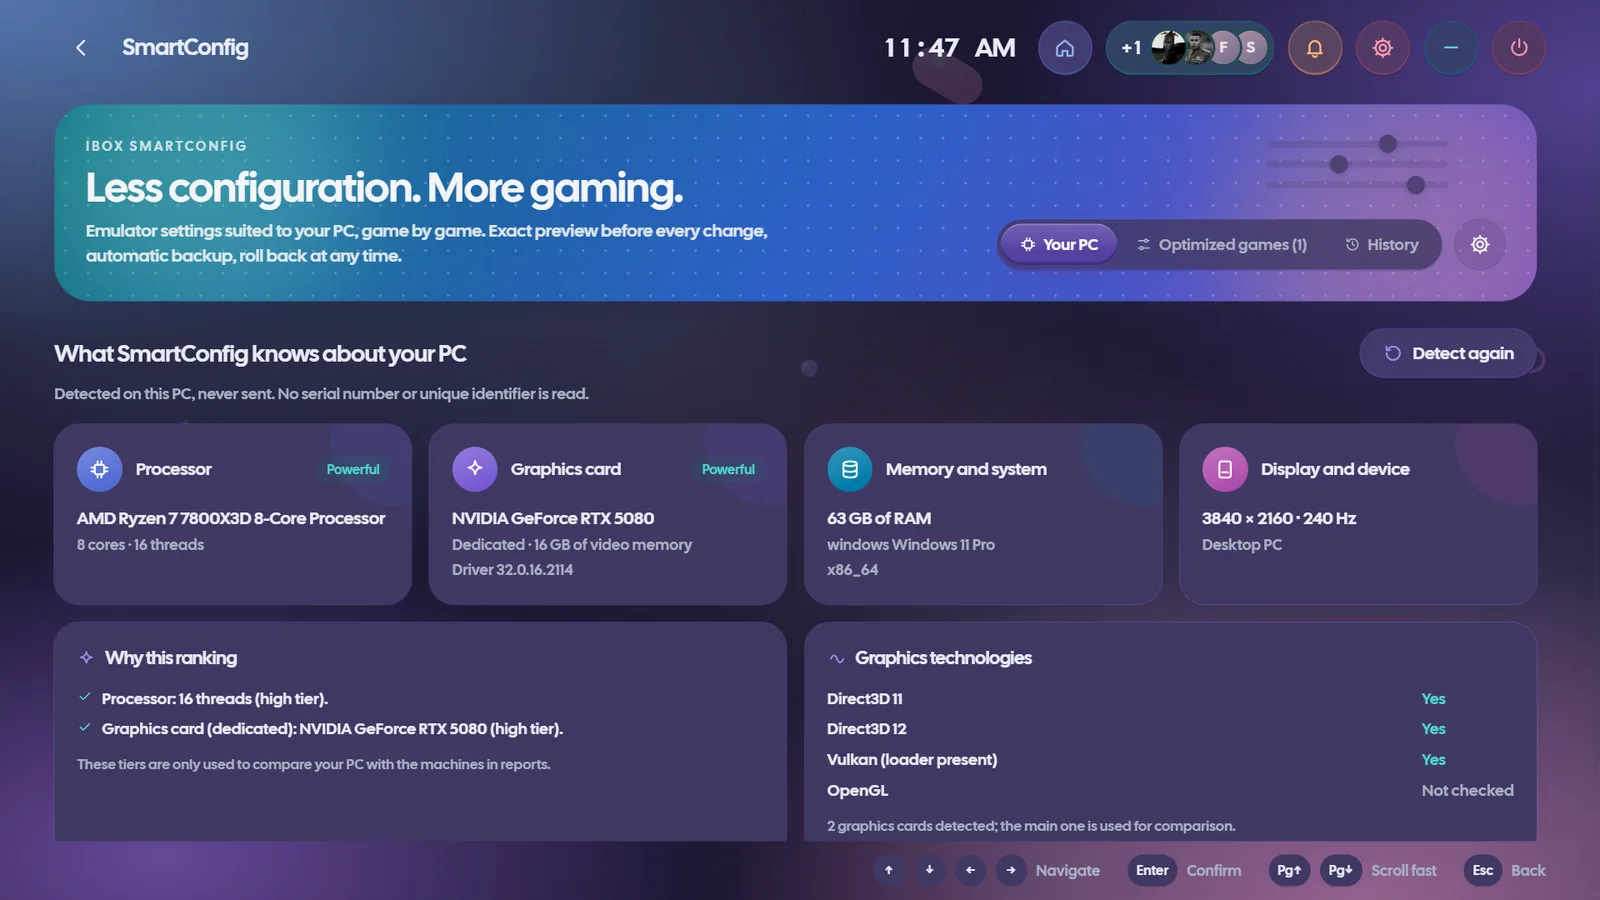 SmartConfig
11:47 AM
+1
F
S
İBOX SMARTCONFIG
Less configuration. More gaming.
Emulator settings suited to your PC, game by game. Exact preview before every change,
automatic backup, roll back at any time.
Your PC
Optimized games (1)
History
What SmartConfig knows about your PC
Detect again
Detected on this PC, never sent. No serial number or unique identifier is read.
Processor
Powerful
AMD Ryzen 7 7800X3D 8-Core Processor
8 cores · 16 threads
Graphics card
Powerful
NVIDIA GeForce RTX 5080
Dedicated · 16 GB of video memory
Driver 32.0.16.2114
Memory and system
63 GB of RAM
windows Windows 11 Pro
x86_64
Display and device
3840 × 2160 · 240 Hz
Desktop PC
Why this ranking
Processor: 16 threads (high tier).
Graphics card (dedicated): NVIDIA GeForce RTX 5080 (high tier).
These tiers are only used to compare your PC with the machines in reports.
Graphics technologies
Direct3D 11 Yes
Direct3D 12 Yes
Vulkan (loader present) Yes
OpenGL Not checked
2 graphics cards detected; the main one is used for comparison.
Navigate
Enter Confirm
Pg↑ Pg↓ Scroll fast
Esc Back